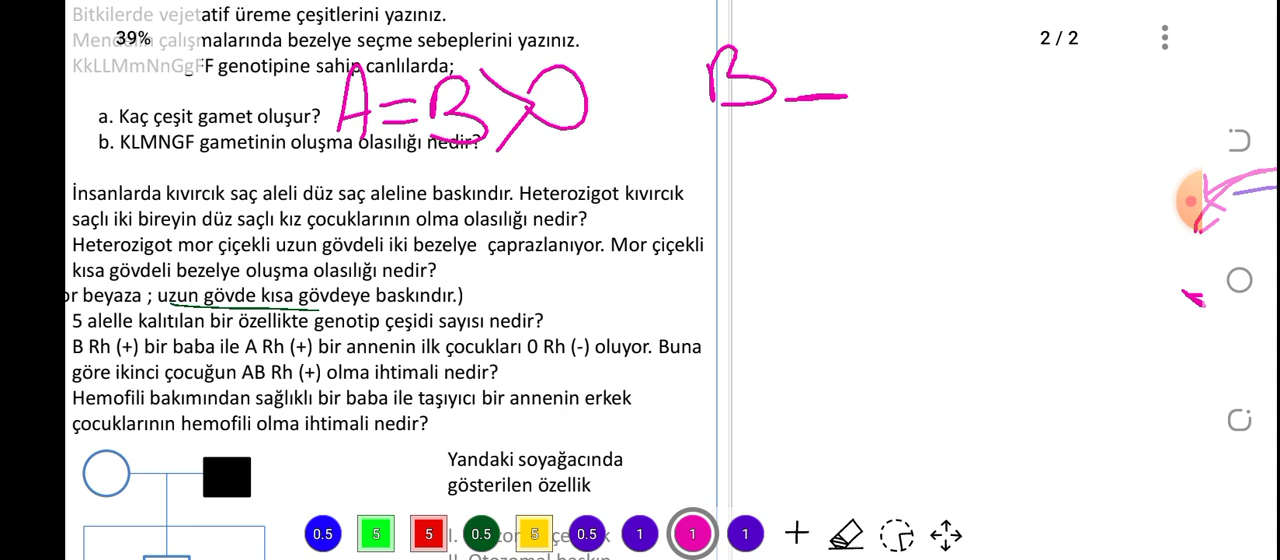 Bitkilerde vejetatif üreme çeşitlerini yazınız.
39%
2 / 2
Mendelin çalışmalarında bezelye seçme sebeplerini yazınız.
KkLLMmNnGgFF genotipine sahip canlılarda;
A = B > O
B —
a. Kaç çeşit gamet oluşur?
b. KLMNGF gametinin oluşma olasılığı nedir?
İnsanlarda kıvırcık saç aleli düz saç aleline baskındır. Heterozigot kıvırcık
saçlı iki bireyin düz saçlı kız çocuklarının olma olasılığı nedir?
Heterozigot mor çiçekli uzun gövdeli iki bezelye çaprazlanıyor. Mor çiçekli
kısa gövdeli bezelye oluşma olasılığı nedir?
or beyaza ; uzun gövde kısa gövdeye baskındır.)
5 alelle kalıtılan bir özellikte genotip çeşidi sayısı nedir?
B Rh (+) bir baba ile A Rh (+) bir annenin ilk çocukları 0 Rh (-) oluyor. Buna
göre ikinci çocuğun AB Rh (+) olma ihtimali nedir?
Hemofili bakımından sağlıklı bir baba ile taşıyıcı bir annenin erkek
çocuklarının hemofili olma ihtimali nedir?
Yandaki soyağacında
gösterilen özellik
0.5 5 5 0.5 5 0.5 1 1 1
I.
II. Otozomal baskın